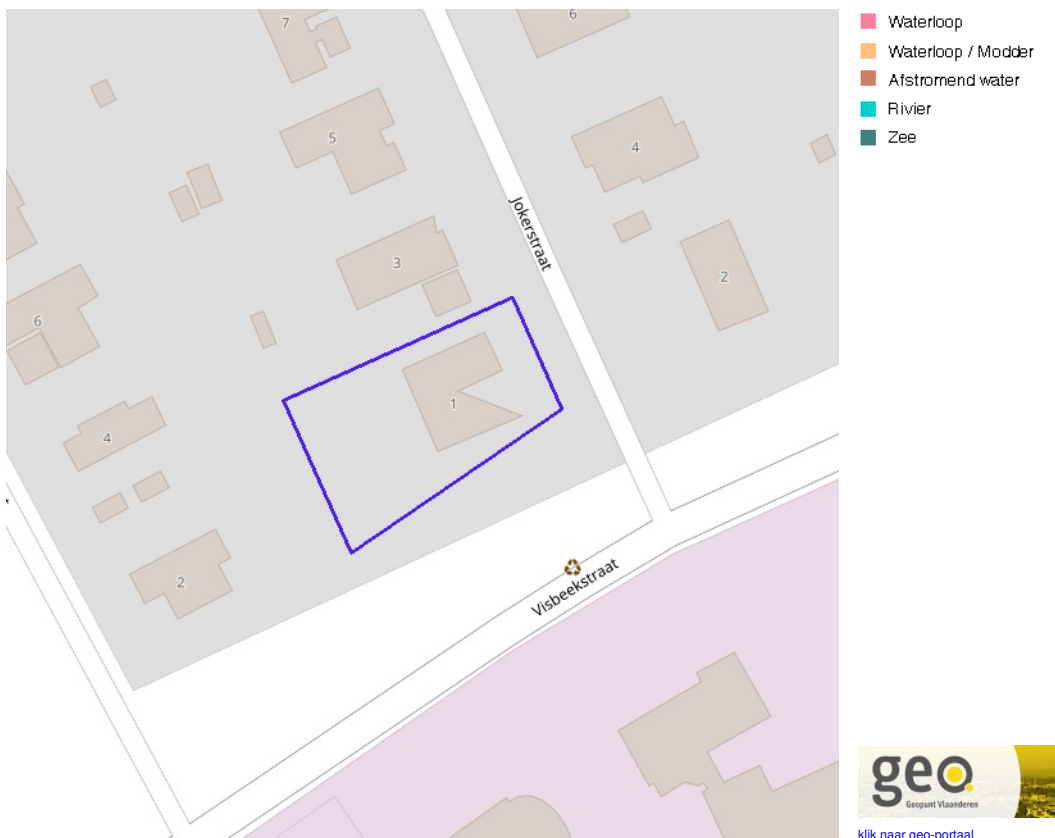 7
6
5
4
Jokerstraat
3
2
6
1
4
2
Visbeekstraat
Waterloop
Waterloop / Modder
Afstromend water
Rivier
Zee
geo
Geopunt Vlaanderen
klik naar geo-portaal